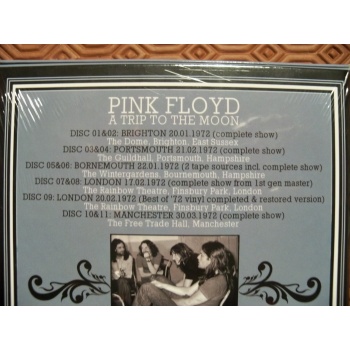 PINK FLOYD
A TRIP TO THE MOON
DISC 01&02: BRIGHTON 20.01.1972 (complete show)
The Dome, Brighton, East Sussex
DISC 03&04: PORTSMOUTH 21.02.1972 (complete show)
The Guildhall, Portsmouth, Hampshire
DISC 05&06: BORNEMOUTH 22.01.1972 (2 tape sources incl. complete show)
The Wintergardens, Bournemouth, Hampshire
DISC 07&08: LONDON 17.02.1972 (complete show from 1st gen master)
The Rainbow Theatre, Finsbury Park, London
DISC 09: LONDON 20.02.1972 (Best of '72 vinyl completed & restored version)
The Rainbow Theatre, Finsbury Park, London
DISC 10&11: MANCHESTER 30.03.1972 (complete show)
The Free Trade Hall, Manchester